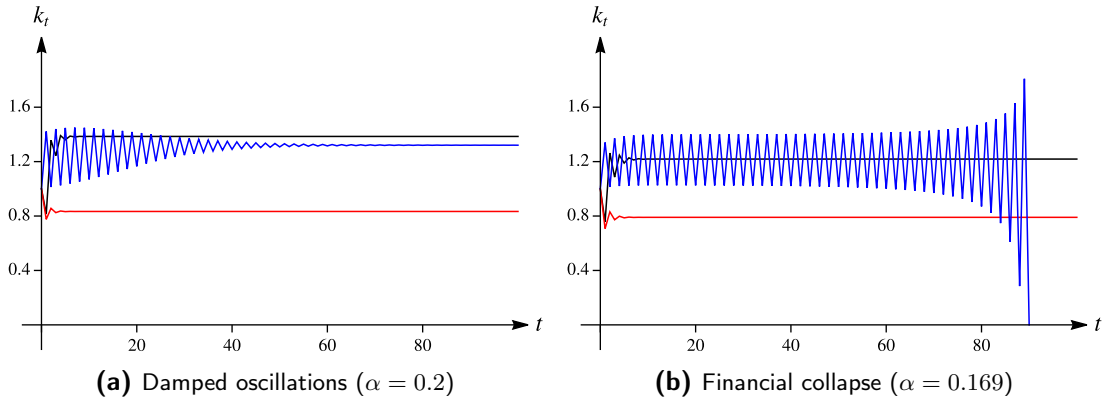 k_t
1.6
1.2
0.8
0.4
20 40 60 80 t
(a) Damped oscillations (α = 0.2)
k_t
1.6
1.2
0.8
0.4
20 40 60 80 t
(b) Financial collapse (α = 0.169)